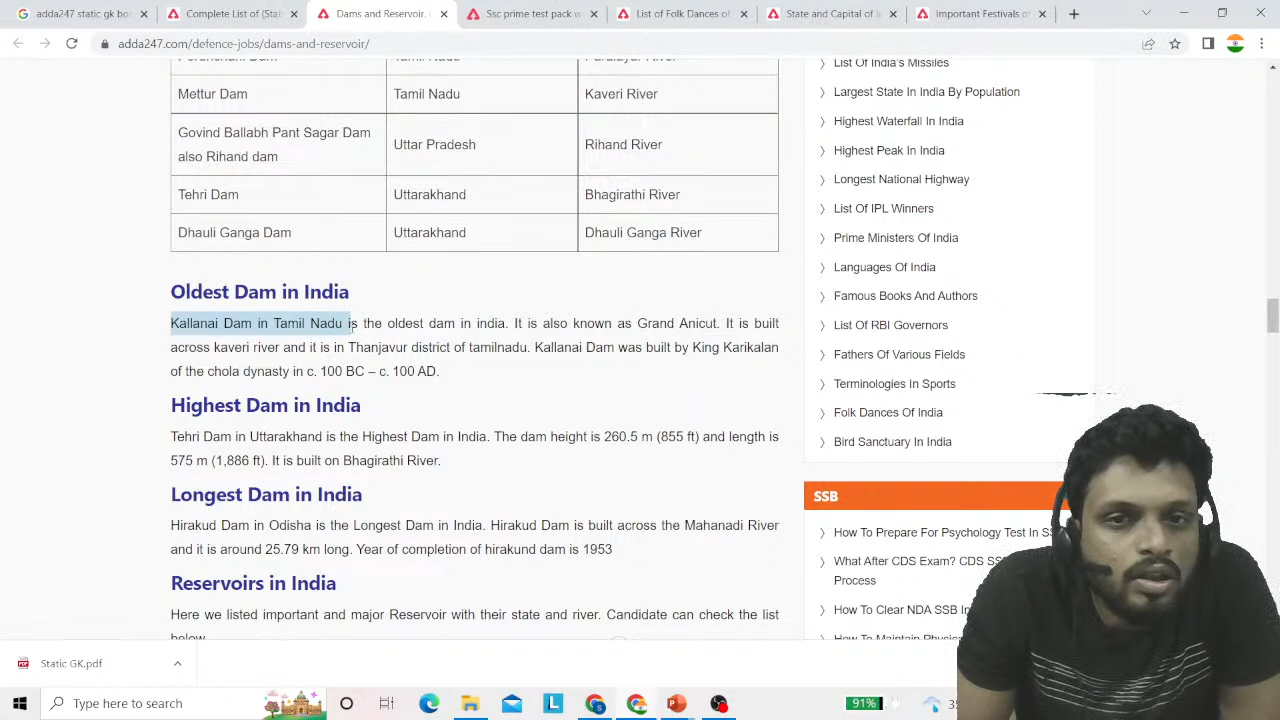 adda247 static gk bo
Complete List of (Stati
Dams and Reservoir, L
Ssc prime test pack w
List of Folk Dances of
State and Capital of I
Important Festivals o
adda247.com/defence-jobs/dams-and-reservoir/
Mettur Dam
Tamil Nadu
Kaveri River
Govind Ballabh Pant Sagar Dam
also Rihand dam
Uttar Pradesh
Rihand River
Tehri Dam
Uttarakhand
Bhagirathi River
Dhauli Ganga Dam
Uttarakhand
Dhauli Ganga River
Oldest Dam in India
Kallanai Dam in Tamil Nadu is the oldest dam in india. It is also known as Grand Anicut. It is built
across kaveri river and it is in Thanjavur district of tamilnadu. Kallanai Dam was built by King Karikalan
of the chola dynasty in c. 100 BC – c. 100 AD.
Highest Dam in India
Tehri Dam in Uttarakhand is the Highest Dam in India. The dam height is 260.5 m (855 ft) and length is
575 m (1,886 ft). It is built on Bhagirathi River.
Longest Dam in India
Hirakud Dam in Odisha is the Longest Dam in India. Hirakud Dam is built across the Mahanadi River
and it is around 25.79 km long. Year of completion of hirakund dam is 1953
Reservoirs in India
Here we listed important and major Reservoir with their state and river. Candidate can check the list
below
List Of India's Missiles
Largest State In India By Population
Highest Waterfall In India
Highest Peak In India
Longest National Highway
List Of IPL Winners
Prime Ministers Of India
Languages Of India
Famous Books And Authors
List Of RBI Governors
Fathers Of Various Fields
Terminologies In Sports
Folk Dances Of India
Bird Sanctuary In India
SSB
How To Prepare For Psychology Test In
What After CDS Exam? CDS
Process
How To Clear NDA SSB In
How To Maintain
Static GK.pdf
Type here to search
91%